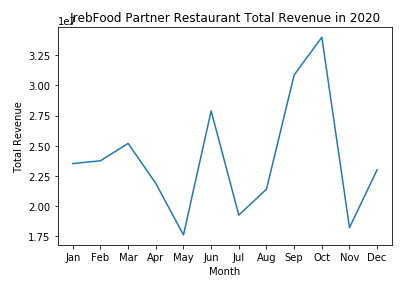 JrebFood Partner Restaurant Total Revenue in 2020
3.25
3.00
2.75
2.50
2.25
2.00
1.75
Total Revenue
Jan Feb Mar Apr May Jun Jul Aug Sep Oct Nov Dec
Month